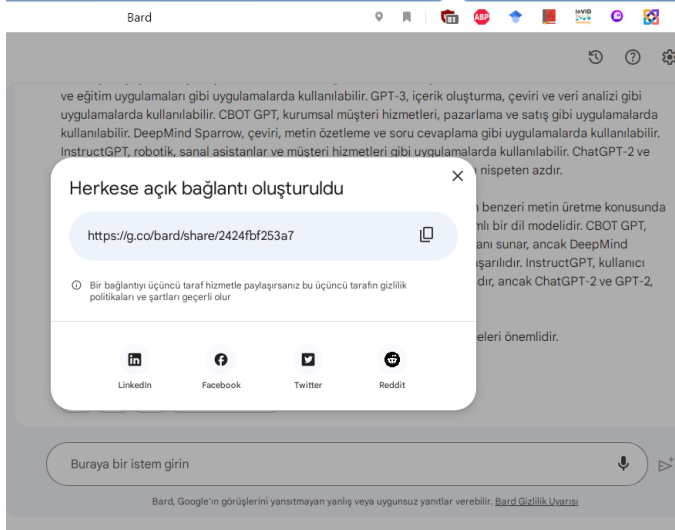 Bard
81
ABP
InVID
ve eğitim uygulamaları gibi uygulamalarda kullanılabilir. GPT-3, içerik oluşturma, çeviri ve veri analizi gibi
uygulamalarda kullanılabilir. CBOT GPT, kurumsal müşteri hizmetleri, pazarlama ve satış gibi uygulamalarda
kullanılabilir. DeepMind Sparrow, çeviri, metin özetleme ve soru cevaplama gibi uygulamalarda kullanılabilir.
InstructGPT, robotik, sanal asistanlar ve müşteri hizmetleri gibi uygulamalarda kullanılabilir. ChatGPT-2 ve
nispeten azdır.
Herkese açık bağlantı oluşturuldu
benzeri metin üretme konusunda
https://g.co/bard/share/2424fbf253a7
bir dil modelidir. CBOT GPT,
sunar, ancak DeepMind
InstructGPT, kullanıcı
Bir bağlantıyı üçüncü taraf hizmetle paylaşırsanız bu üçüncü tarafın gizlilik
politikaları ve şartları geçerli olur
ancak ChatGPT-2 ve GPT-2,
önemlidir.
LinkedIn
Facebook
Twitter
Reddit
Buraya bir istem girin
Bard, Google'ın görüşlerini yansıtmayan yanlış veya uygunsuz yanıtlar verebilir. Bard Gizlilik Uyarısı